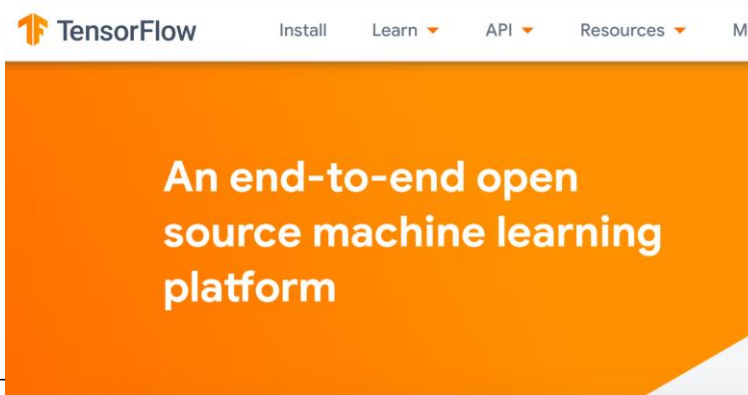 TensorFlow Install Learn API Resources M
An end-to-end open
source machine learning
platform